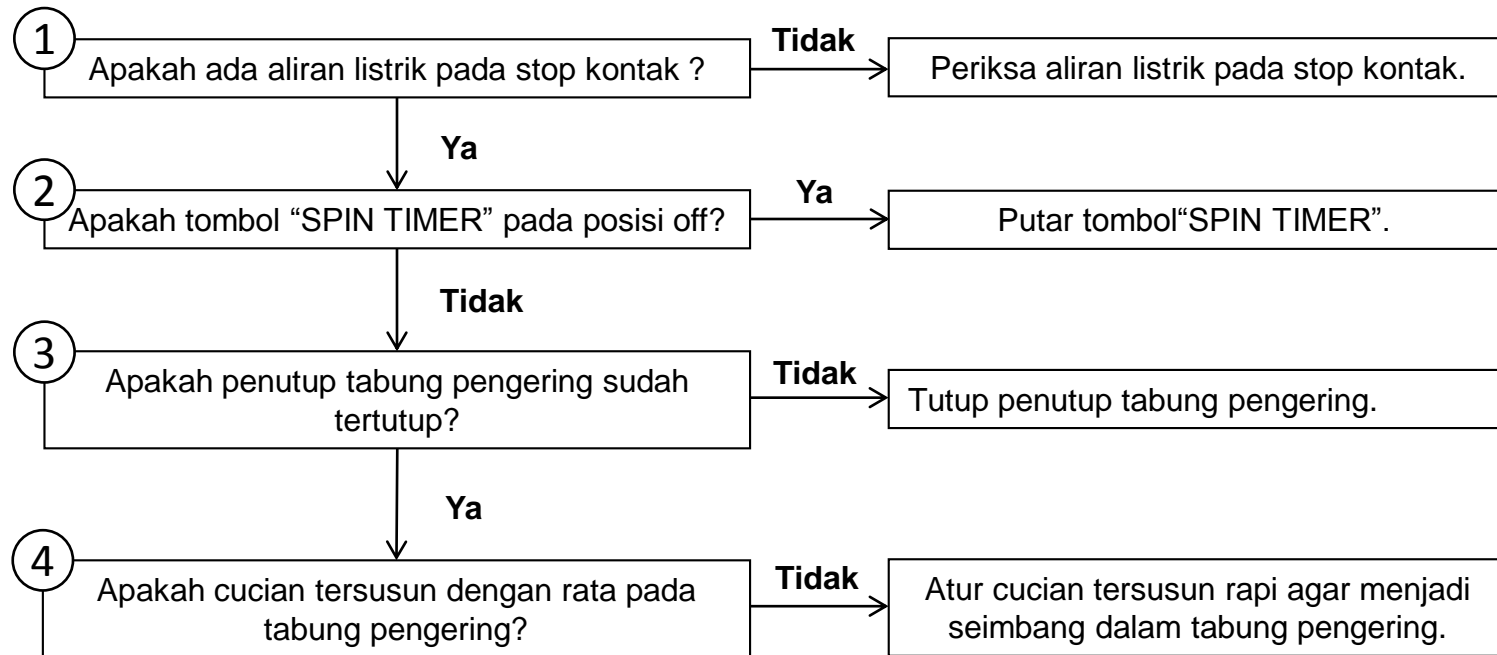 1
Apakah ada aliran listrik pada stop kontak ?
Tidak
Periksa aliran listrik pada stop kontak.
Ya
2
Apakah tombol “SPIN TIMER” pada posisi off?
Ya
Putar tombol“SPIN TIMER”.
Tidak
3
Apakah penutup tabung pengering sudah
tertutup?
Tidak
Tutup penutup tabung pengering.
Ya
4
Apakah cucian tersusun dengan rata pada
tabung pengering?
Tidak
Atur cucian tersusun rapi agar menjadi
seimbang dalam tabung pengering.